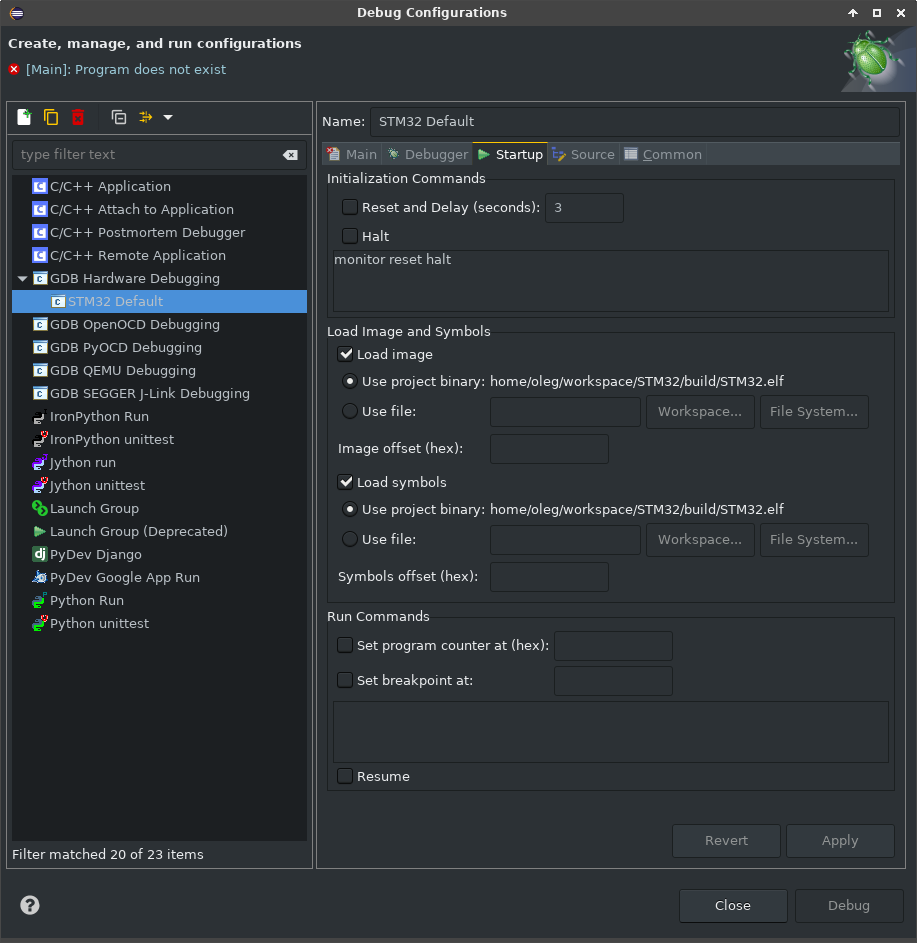 Debug Configurations
Create, manage, and run configurations
[Main]: Program does not exist
type filter text
C/C++ Application
C/C++ Attach to Application
C/C++ Postmortem Debugger
C/C++ Remote Application
GDB Hardware Debugging
STM32 Default
GDB OpenOCD Debugging
GDB PyOCD Debugging
GDB QEMU Debugging
GDB SEGGER J-Link Debugging
IronPython Run
IronPython unittest
Jython run
Jython unittest
Launch Group
Launch Group (Deprecated)
PyDev Django
PyDev Google App Run
Python Run
Python unittest
Filter matched 20 of 23 items
Name: STM32 Default
Main Debugger Startup Source Common
Initialization Commands
Reset and Delay (seconds): 3
Halt
monitor reset halt
Load Image and Symbols
Load image
Use project binary: home/oleg/workspace/STM32/build/STM32.elf
Use file: Workspace... File System...
Image offset (hex):
Load symbols
Use project binary: home/oleg/workspace/STM32/build/STM32.elf
Use file: Workspace... File System...
Symbols offset (hex):
Run Commands
Set program counter at (hex):
Set breakpoint at:
Resume
Revert Apply
Close Debug